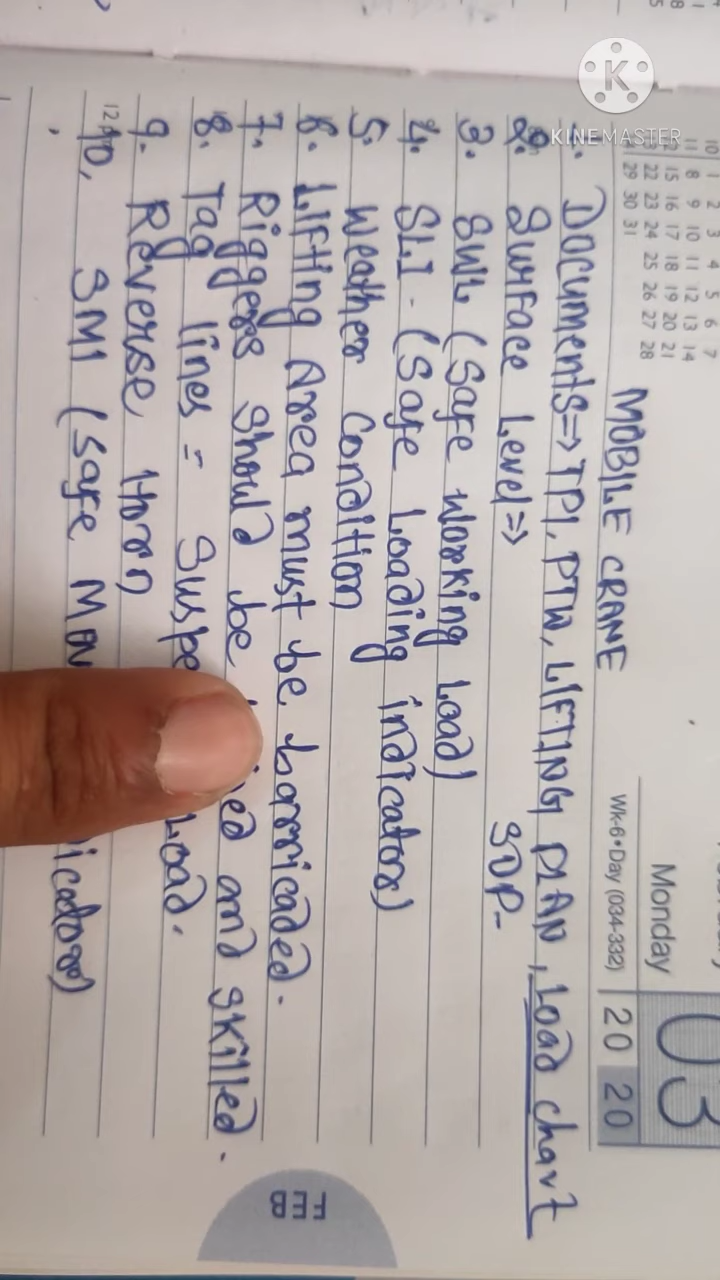 KINEMASTER
Monday
03
Wk-6•Day (034-332)
20 20
MOBILE CRANE
1. Documents⇒TPI, PTW, LIFTING PLAN, Load chart
2. Surface Level⇒ SOP-
3. SWL (Safe working Load)
4. SLI - (Safe Loading indicators)
5. Weather Condition
6. Lifting Area must be barricaded.
7. Riggers should be and skilled.
8. Tag lines = Load.
9. Reverse Horn
10, SMI (Safe
FEB